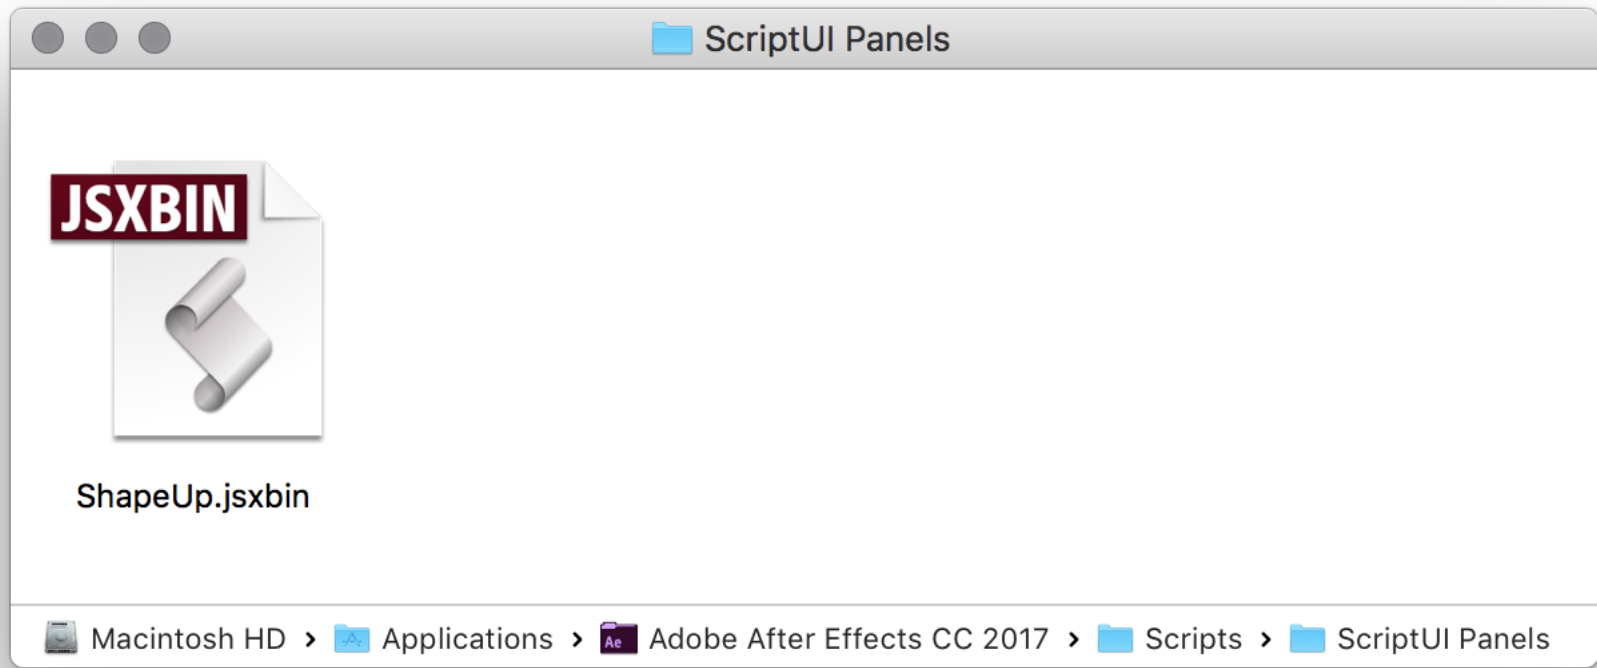 ScriptUI Panels
JSXBIN
ShapeUp.jsxbin
Macintosh HD › Applications › Ae Adobe After Effects CC 2017 › Scripts › ScriptUI Panels